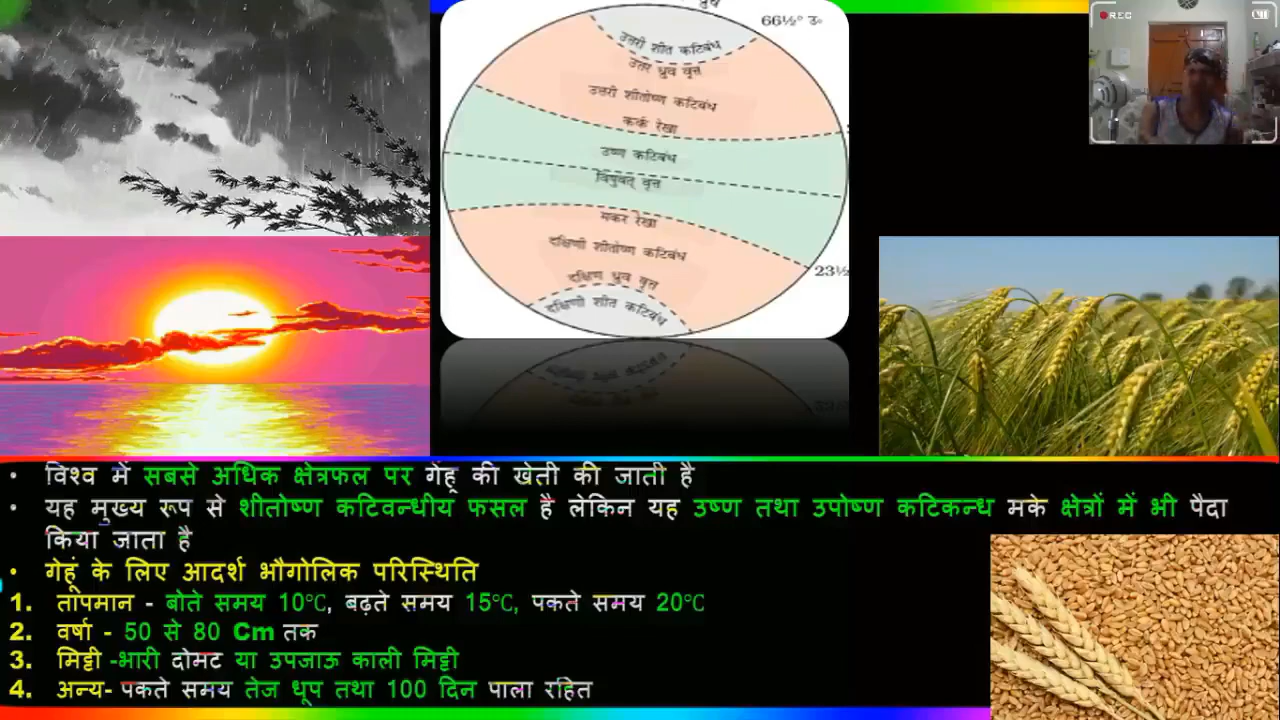 66½° उ॰
REC
उत्तरी शीत कटिबंध
उत्तर ध्रुव वृत्त
उत्तरी शीतोष्ण कटिबंध
कर्क रेखा
उष्ण कटिबंध
विषुवत् वृत्त
मकर रेखा
दक्षिणी शीतोष्ण कटिबंध
23½
दक्षिण ध्रुव वृत्त
दक्षिणी शीत कटिबंध
• विश्व में सबसे अधिक क्षेत्रफल पर गेहू की खेती की जाती है
• यह मुख्य रूप से शीतोष्ण कटिवन्धीय फसल है लेकिन यह उष्ण तथा उपोष्ण कटिकन्ध मके क्षेत्रों में भी पैदा
किया जाता है
• गेहूं के लिए आदर्श भौगोलिक परिस्थिति
1. तापमान - बोते समय 10°C, बढ़ते समय 15°C, पकते समय 20°C
2. वर्षा - 50 से 80 Cm तक
3. मिट्टी -भारी दोमट या उपजाऊ काली मिट्टी
4. अन्य- पकते समय तेज धूप तथा 100 दिन पाला रहित